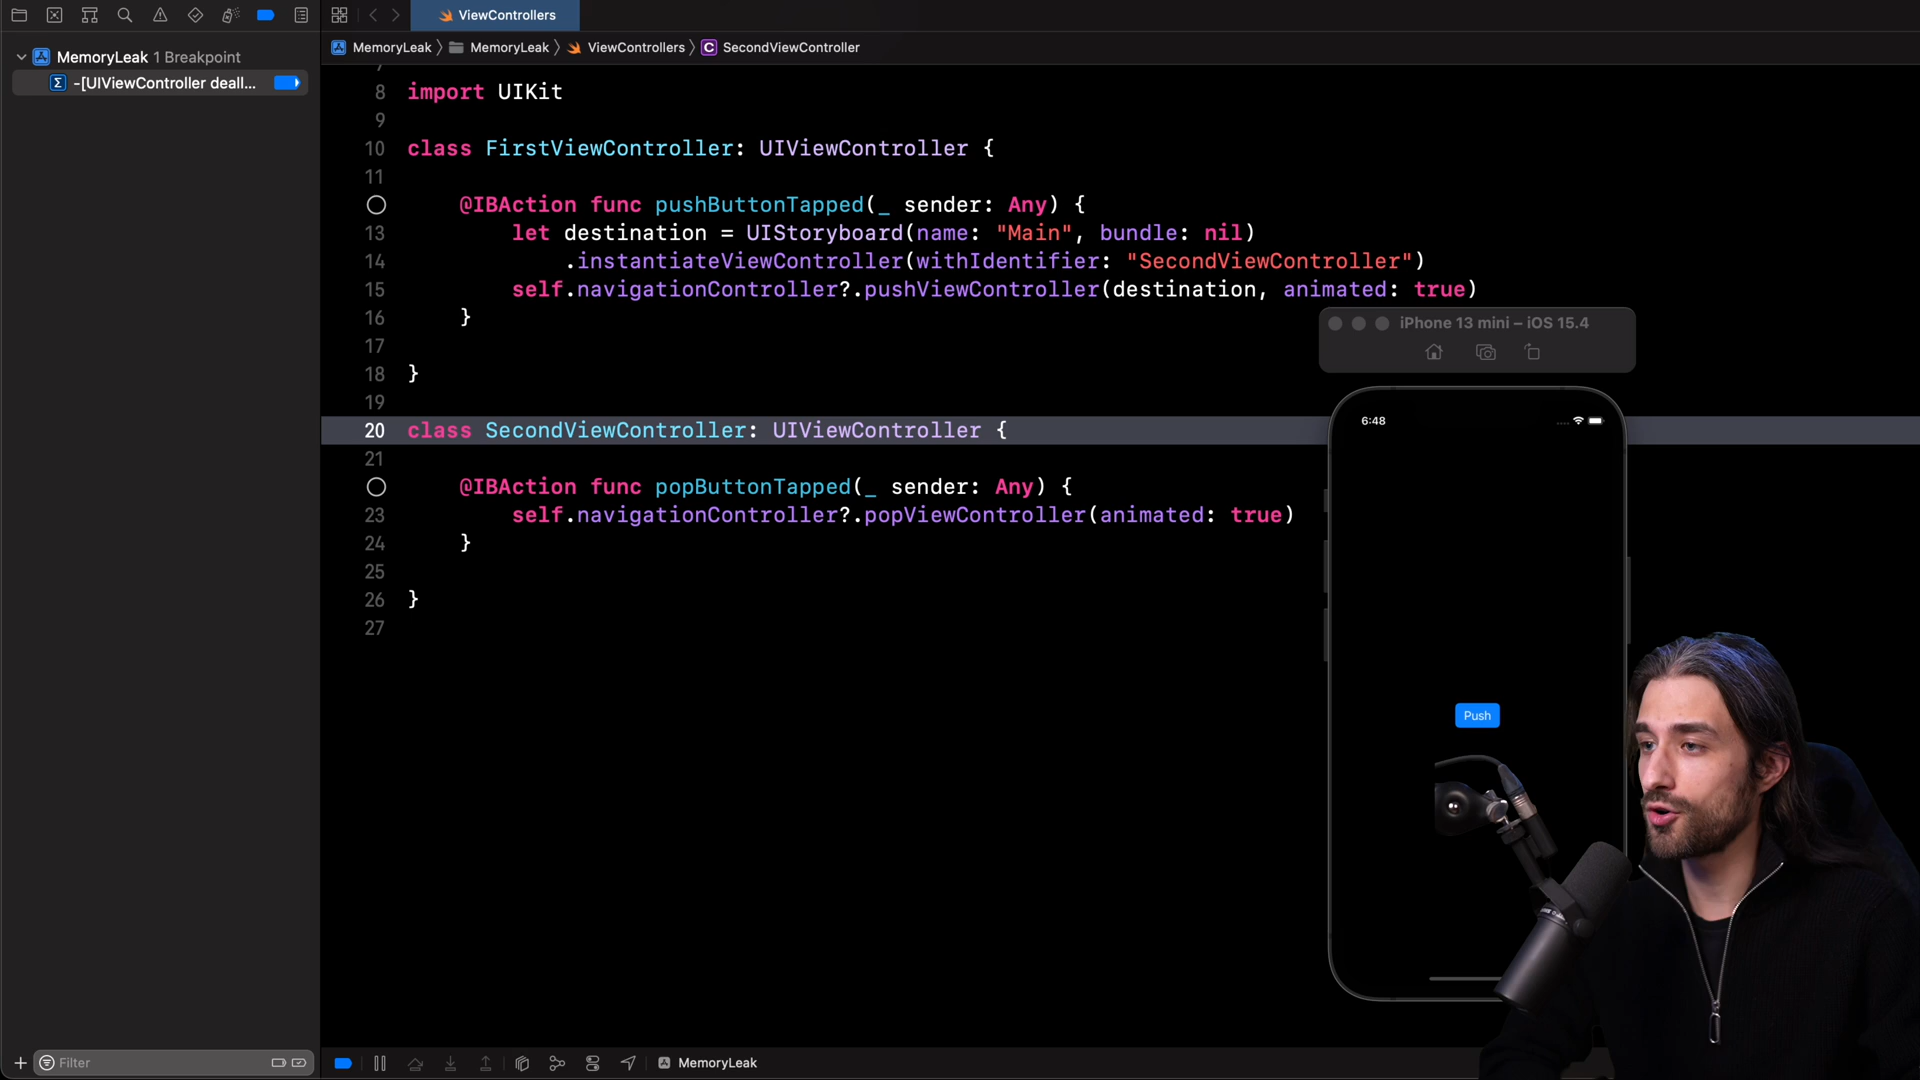 ViewControllers
MemoryLeak 1 Breakpoint
-[UIViewController deall...
MemoryLeak
MemoryLeak
ViewControllers
SecondViewController
7
8 import UIKit
9
10 class FirstViewController: UIViewController {
11
@IBAction func pushButtonTapped(_ sender: Any) {
13 let destination = UIStoryboard(name: "Main", bundle: nil)
14 .instantiateViewController(withIdentifier: "SecondViewController")
15 self.navigationController?.pushViewController(destination, animated: true)
16 }
17
18 }
19
20 class SecondViewController: UIViewController {
21
@IBAction func popButtonTapped(_ sender: Any) {
23 self.navigationController?.popViewController(animated: true)
24 }
25
26 }
27
iPhone 13 mini – iOS 15.4
6:48
Push
Filter
MemoryLeak